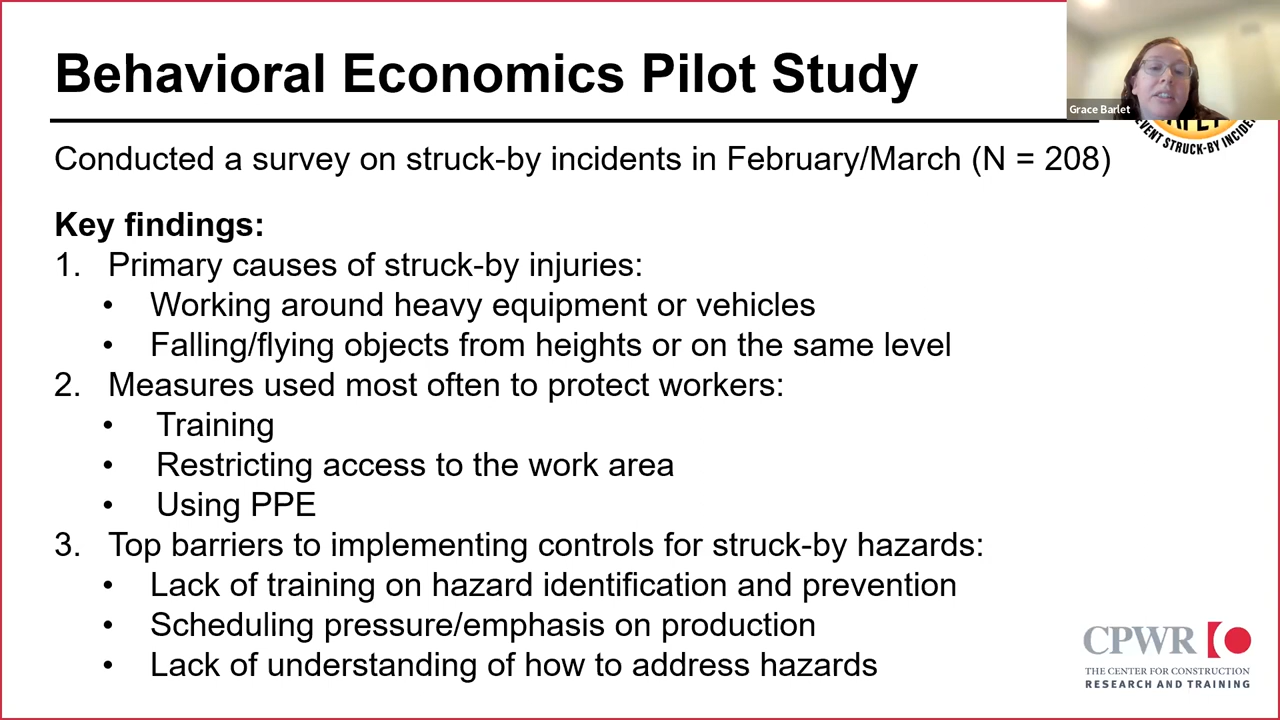 Behavioral Economics Pilot Study
Grace Barlet
Conducted a survey on struck-by incidents in February/March (N = 208)
Key findings:
1. Primary causes of struck-by injuries:
• Working around heavy equipment or vehicles
• Falling/flying objects from heights or on the same level
2. Measures used most often to protect workers:
• Training
• Restricting access to the work area
• Using PPE
3. Top barriers to implementing controls for struck-by hazards:
• Lack of training on hazard identification and prevention
• Scheduling pressure/emphasis on production
• Lack of understanding of how to address hazards
CPWR
THE CENTER FOR CONSTRUCTION
RESEARCH AND TRAINING
STRUCK-BY